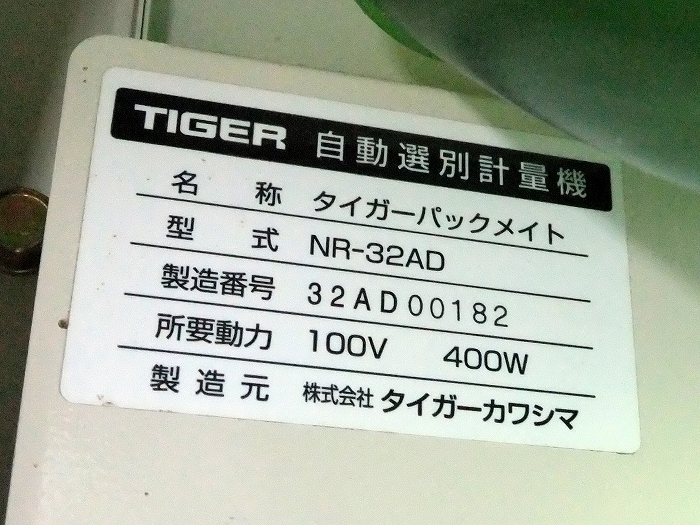 TIGER 自動選別計量機
名称 タイガーパックメイト
型式 NR-32AD
製造番号 32AD00182
所要動力 100V 400W
製造元 株式会社 タイガーカワシマ